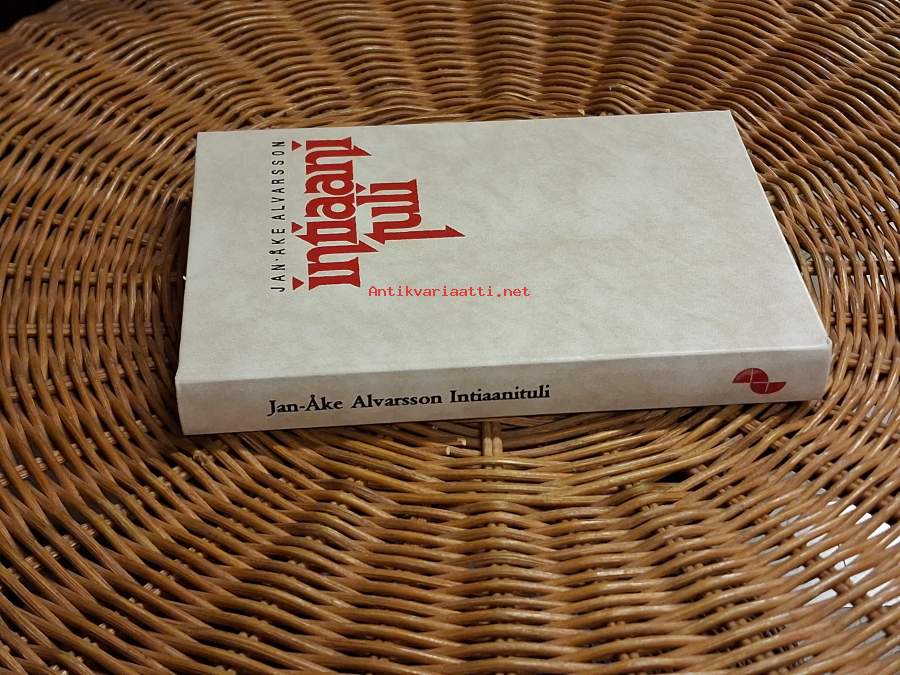 JAN-ÅKE ALVARSSON
intiaani
tuli
Antikvariaatti.net
Jan-Åke Alvarsson Intiaanituli